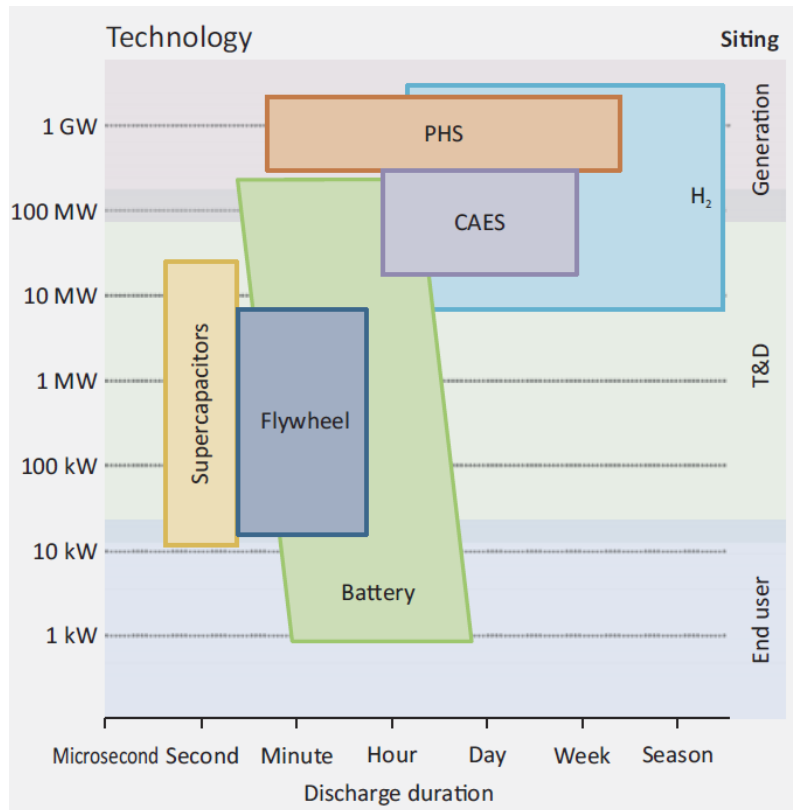 Technology
Siting
1 GW
100 MW
10 MW
1 MW
100 kW
10 kW
1 kW
PHS
CAES
H₂
Supercapacitors
Flywheel
Battery
Generation
T&D
End user
Microsecond Second Minute Hour Day Week Season
Discharge duration